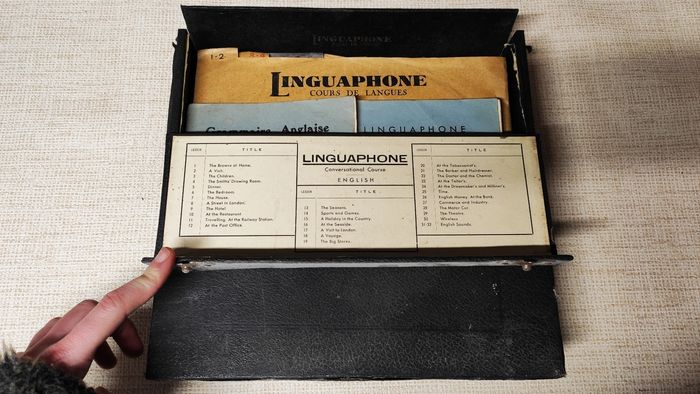 LINGUAPHONE
1-2
3-4
LINGUAPHONE
COURS DE LANGUES
Grammaire Anglaise
LINGUAPHONE
LESSON TITLE
1 The Browns at Home.
2 A Visit.
3 The Children.
4 The Smiths' Drawing Room.
5 Dinner.
6 The Bedroom.
7 The House.
8 A Street in London.
9 The Hotel
10 At the Restaurant
11 Travelling. At the Railway Station.
12 At the Post Office.
LINGUAPHONE
Conversational Course
ENGLISH
LESSON TITLE
13 The Seasons.
14 Sports and Games.
15 A Holiday in the Country.
16 At the Seaside.
17 A Visit to London.
18 A Voyage.
19 The Big Stores.
LESSON TITLE
20 At the Tobacconist's.
21 The Barber and Hairdresser.
22 The Doctor and the Chemist.
23 At the Tailor's.
24 At the Dressmaker's and Milliner's.
25 Time
26 English Money. At the Bank.
27 Commerce and Industry.
28 The Motor Car
29 The Theatre.
30 Wireless
31-32 English Sounds.